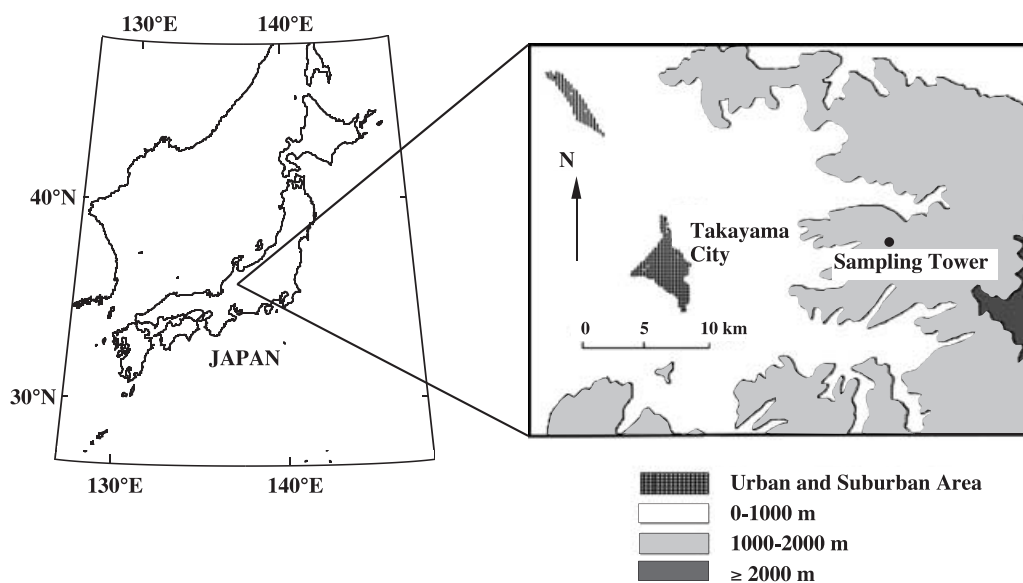 130°E
140°E
40°N
30°N
JAPAN
130°E
140°E
N
Takayama
City
Sampling Tower
0 5 10 km
Urban and Suburban Area
0-1000 m
1000-2000 m
≥ 2000 m